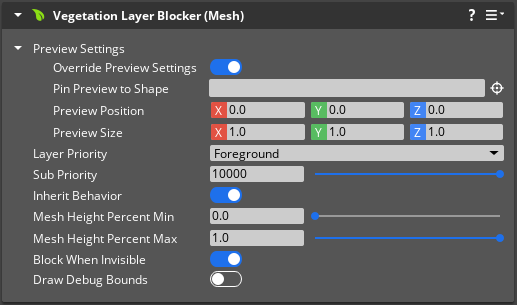 Vegetation Layer Blocker (Mesh) ?
Preview Settings
Override Preview Settings
Pin Preview to Shape
Preview Position X 0.0 Y 0.0 Z 0.0
Preview Size X 1.0 Y 1.0 Z 1.0
Layer Priority Foreground
Sub Priority 10000
Inherit Behavior
Mesh Height Percent Min 0.0
Mesh Height Percent Max 1.0
Block When Invisible
Draw Debug Bounds